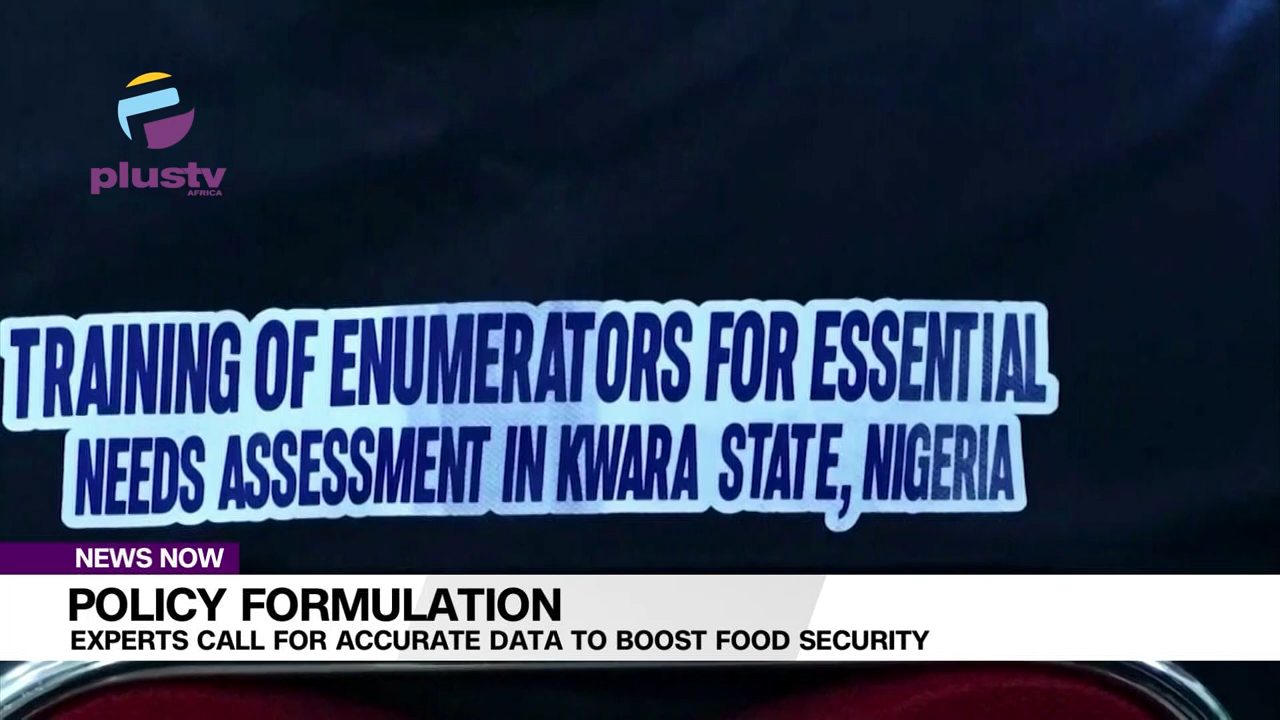 plustv
AFRICA
TRAINING OF ENUMERATORS FOR ESSENTIAL
NEEDS ASSESSMENT IN KWARA STATE, NIGERIA
NEWS NOW
POLICY FORMULATION
EXPERTS CALL FOR ACCURATE DATA TO BOOST FOOD SECURITY